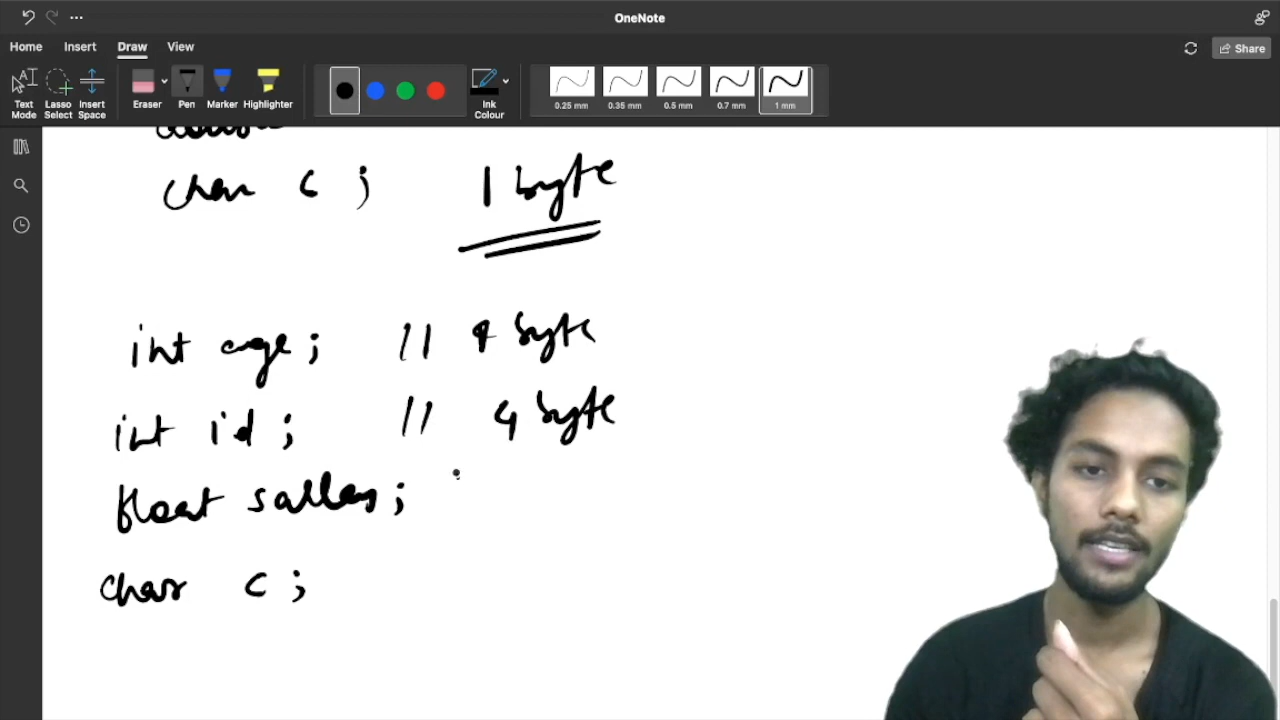 OneNote
Home Insert Draw View
Share
Text Mode Lasso Select Insert Space Eraser Pen Marker Highlighter Ink Colour 0.25 mm 0.35 mm 0.5 mm 0.7 mm 1 mm
char c ; 1 byte
int age ; // 4 byte
int id ; // 4 byte
float sallary ;
char c ;